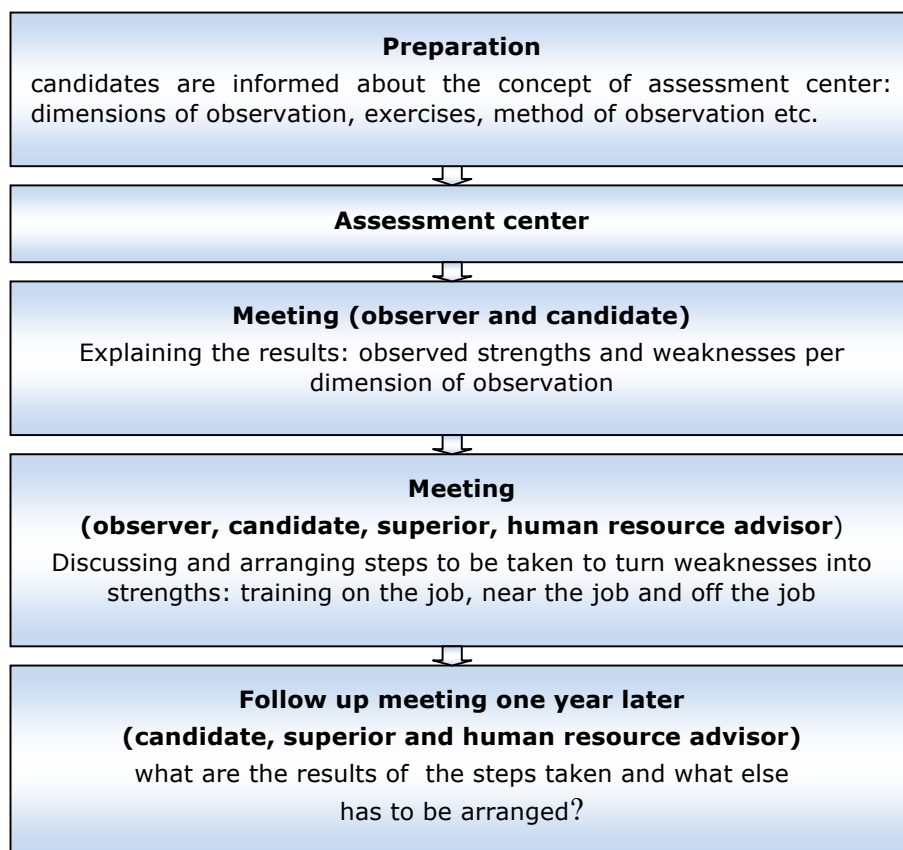 Preparation
candidates are informed about the concept of assessment center:
dimensions of observation, exercises, method of observation etc.
Assessment center
Meeting (observer and candidate)
Explaining the results: observed strengths and weaknesses per
dimension of observation
Meeting
(observer, candidate, superior, human resource advisor)
Discussing and arranging steps to be taken to turn weaknesses into
strengths: training on the job, near the job and off the job
Follow up meeting one year later
(candidate, superior and human resource advisor)
what are the results of the steps taken and what else
has to be arranged?